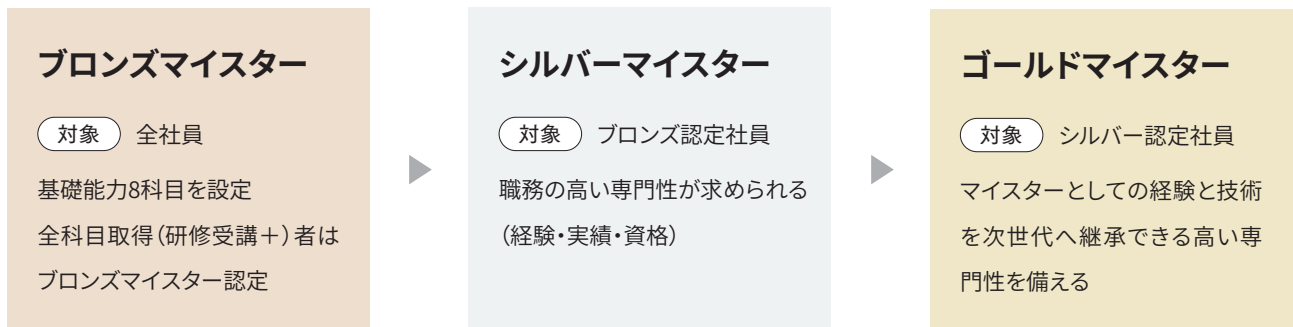 ブロンズマイスター
対象 全社員
基礎能力8科目を設定
全科目取得（研修受講＋）者は
ブロンズマイスター認定
シルバーマイスター
対象 ブロンズ認定社員
職務の高い専門性が求められる
（経験・実績・資格）
ゴールドマイスター
対象 シルバー認定社員
マイスターとしての経験と技術
を次世代へ継承できる高い専
門性を備える